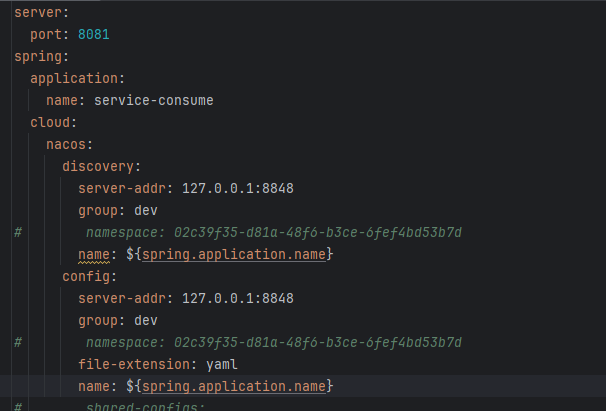 server:
  port: 8081
spring:
  application:
    name: service-consume
  cloud:
    nacos:
      discovery:
        server-addr: 127.0.0.1:8848
        group: dev
#        namespace: 02c39f35-d81a-48f6-b3ce-6fef4bd53b7d
        name: ${spring.application.name}
      config:
        server-addr: 127.0.0.1:8848
        group: dev
#        namespace: 02c39f35-d81a-48f6-b3ce-6fef4bd53b7d
        file-extension: yaml
        name: ${spring.application.name}
#        shared-configs: